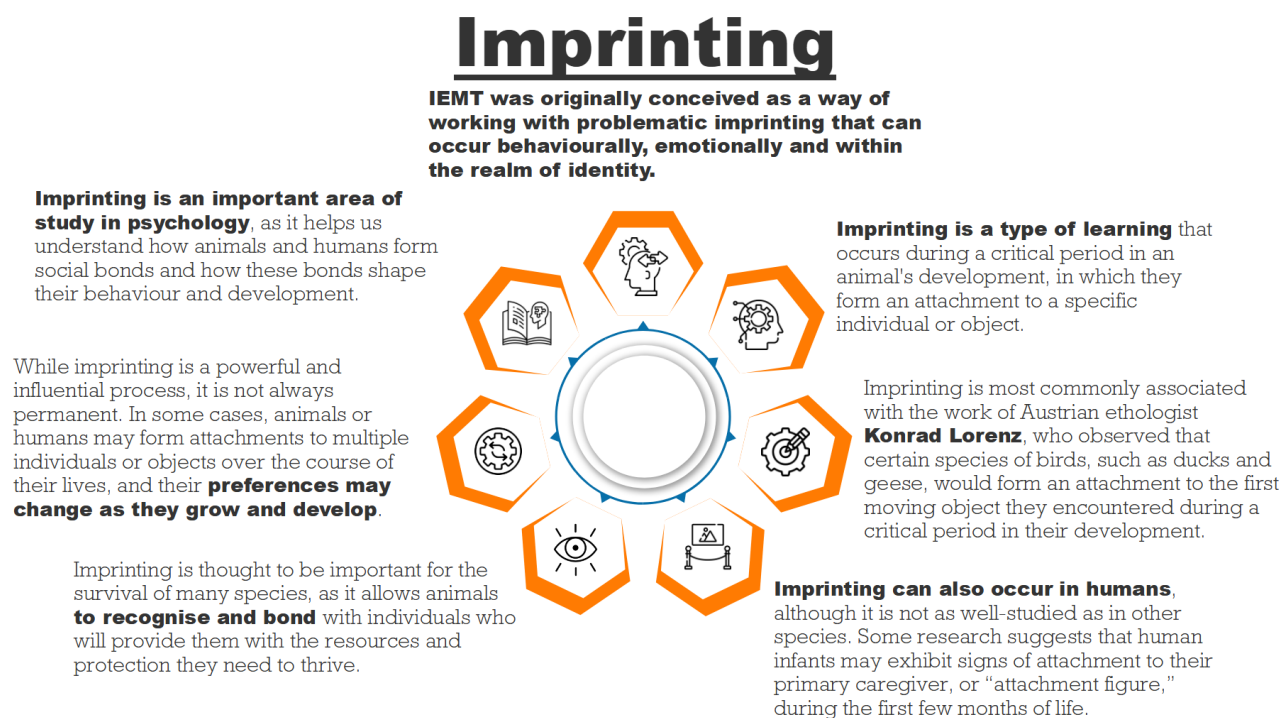 Imprinting
IEMT was originally conceived as a way of
working with problematic imprinting that can
occur behaviourally, emotionally and within
the realm of identity.
Imprinting is an important area of
study in psychology, as it helps us
understand how animals and humans form
social bonds and how these bonds shape
their behaviour and development.
Imprinting is a type of learning that
occurs during a critical period in an
animal's development, in which they
form an attachment to a specific
individual or object.
While imprinting is a powerful and
influential process, it is not always
permanent. In some cases, animals or
humans may form attachments to multiple
individuals or objects over the course of
their lives, and their preferences may
change as they grow and develop.
Imprinting is most commonly associated
with the work of Austrian ethologist
Konrad Lorenz, who observed that
certain species of birds, such as ducks and
geese, would form an attachment to the first
moving object they encountered during a
critical period in their development.
Imprinting is thought to be important for the
survival of many species, as it allows animals
to recognise and bond with individuals who
will provide them with the resources and
protection they need to thrive.
Imprinting can also occur in humans,
although it is not as well-studied as in other
species. Some research suggests that human
infants may exhibit signs of attachment to their
primary caregiver, or “attachment figure,”
during the first few months of life.